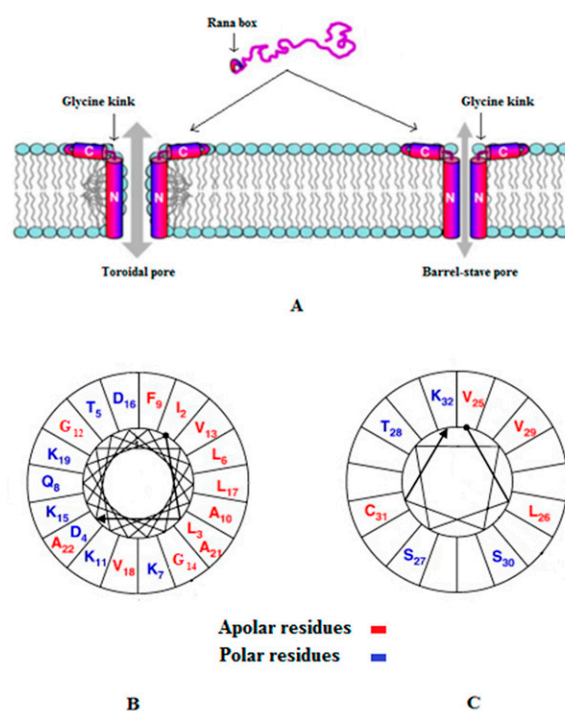 Rana box
Glycine kink
Glycine kink
C
C
C
C
N
N
N
N
Toroidal pore
Barrel-stave pore
A
D16
F9
I2
V13
L6
L17
A10
L3
A21
G14
K7
V18
K11
D4
A22
K15
Q8
K19
G12
T5
K32
V25
V29
L26
S30
S27
C31
T28
Apolar residues
Polar residues
B
C